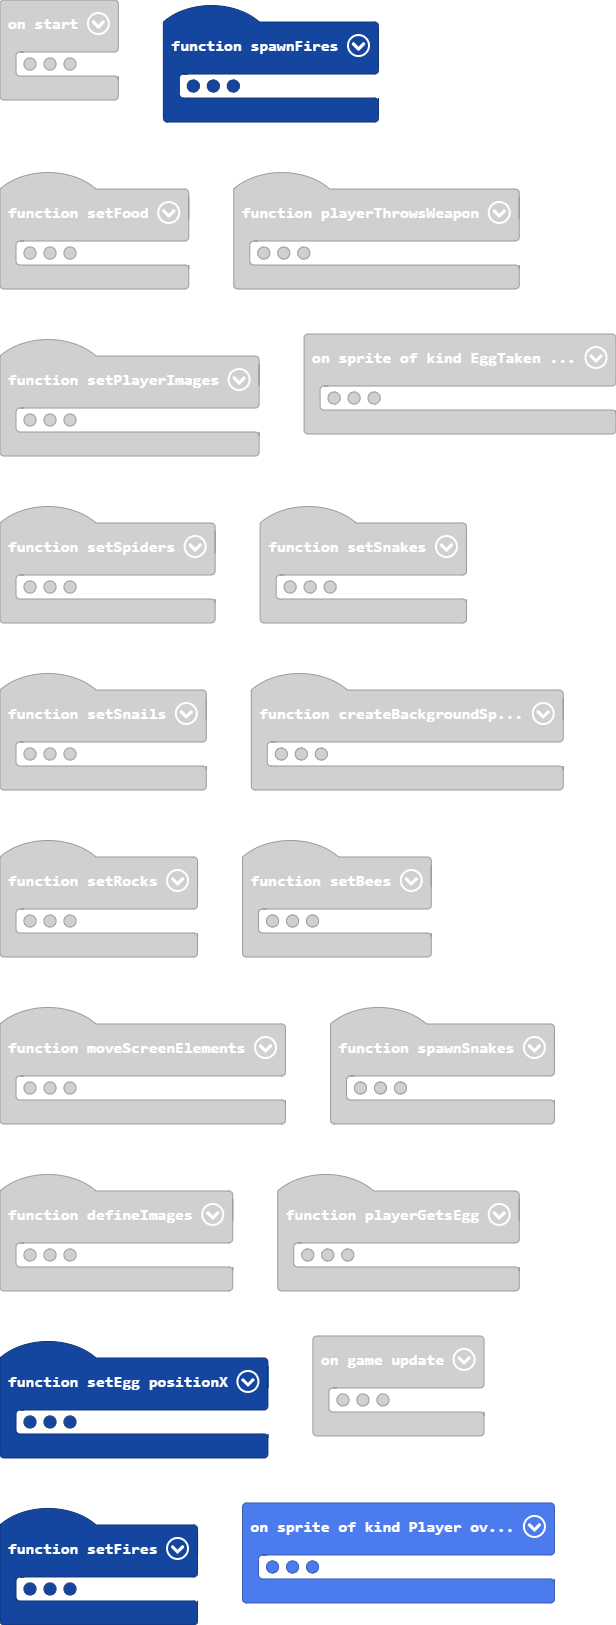 on start
function spawnFires
function setFood
function playerThrowsWeapon
function setPlayerImages
on sprite of kind EggTaken ...
function setSpiders
function setSnakes
function setSnails
function createBackgroundSp...
function setRocks
function setBees
function moveScreenElements
function spawnSnakes
function defineImages
function playerGetsEgg
function setEgg positionX
on game update
function setFires
on sprite of kind Player ov...